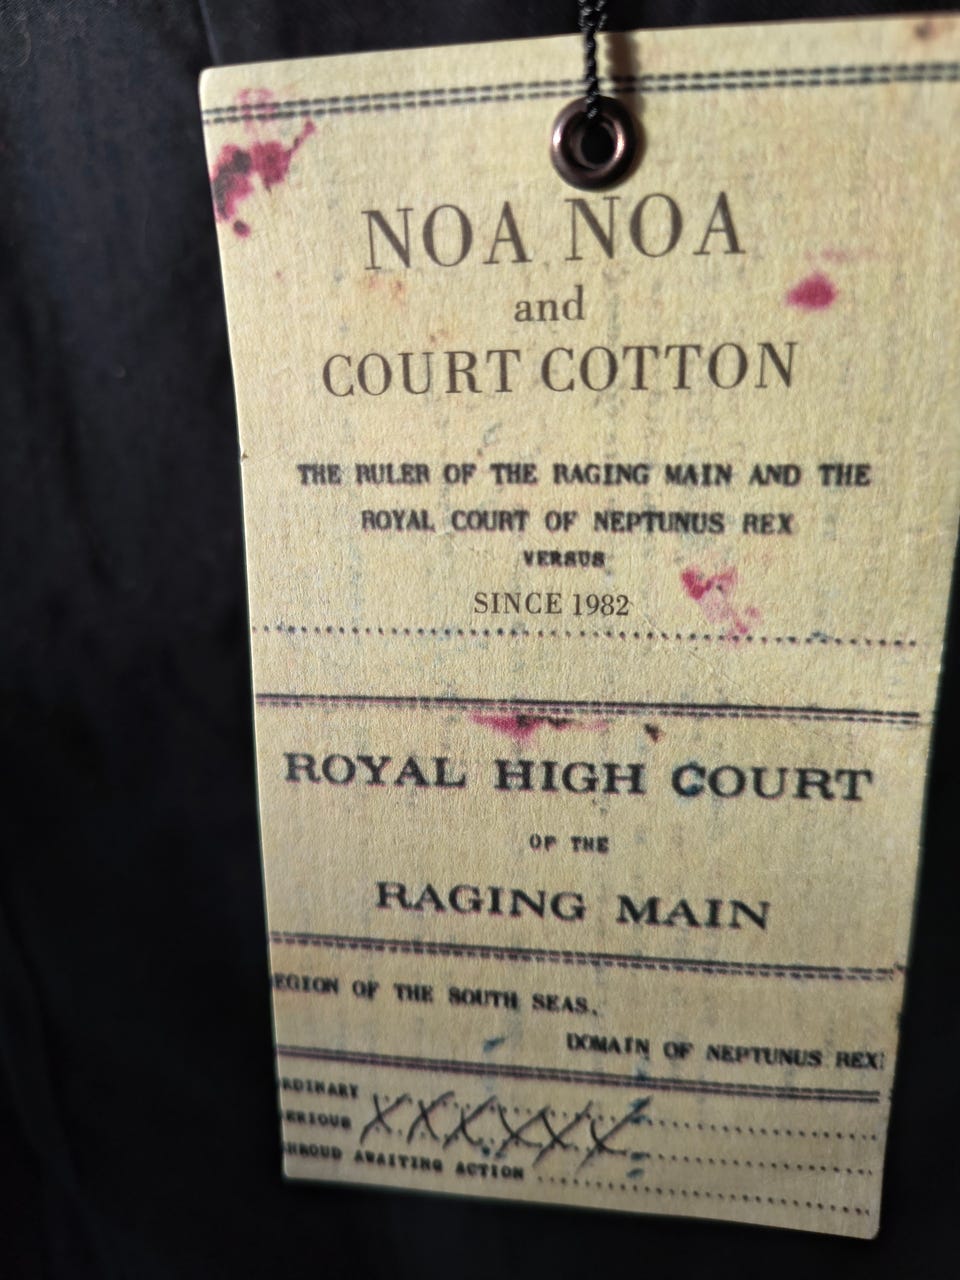 NOA NOA
and
COURT COTTON
THE RULER OF THE RAGING MAIN AND THE
ROYAL COURT OF NEPTUNUS REX
VERSUS
SINCE 1982
ROYAL HIGH COURT
OF THE
RAGING MAIN
EGION OF THE SOUTH SEAS.
DOMAIN OF NEPTUNUS REX
RDINARY
ERIOUS XXXXXX
HROUD AWAITING ACTION